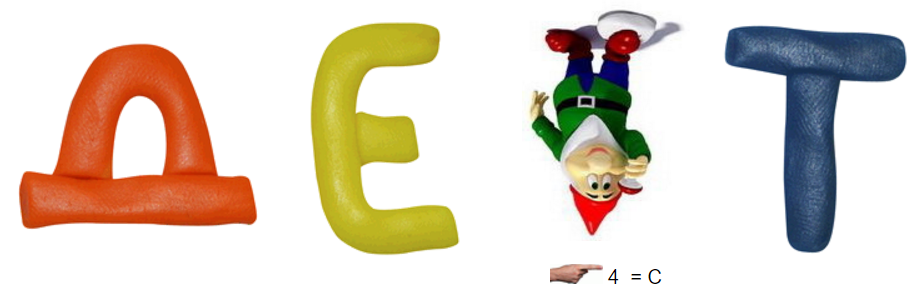 Д Е Т
4 = С